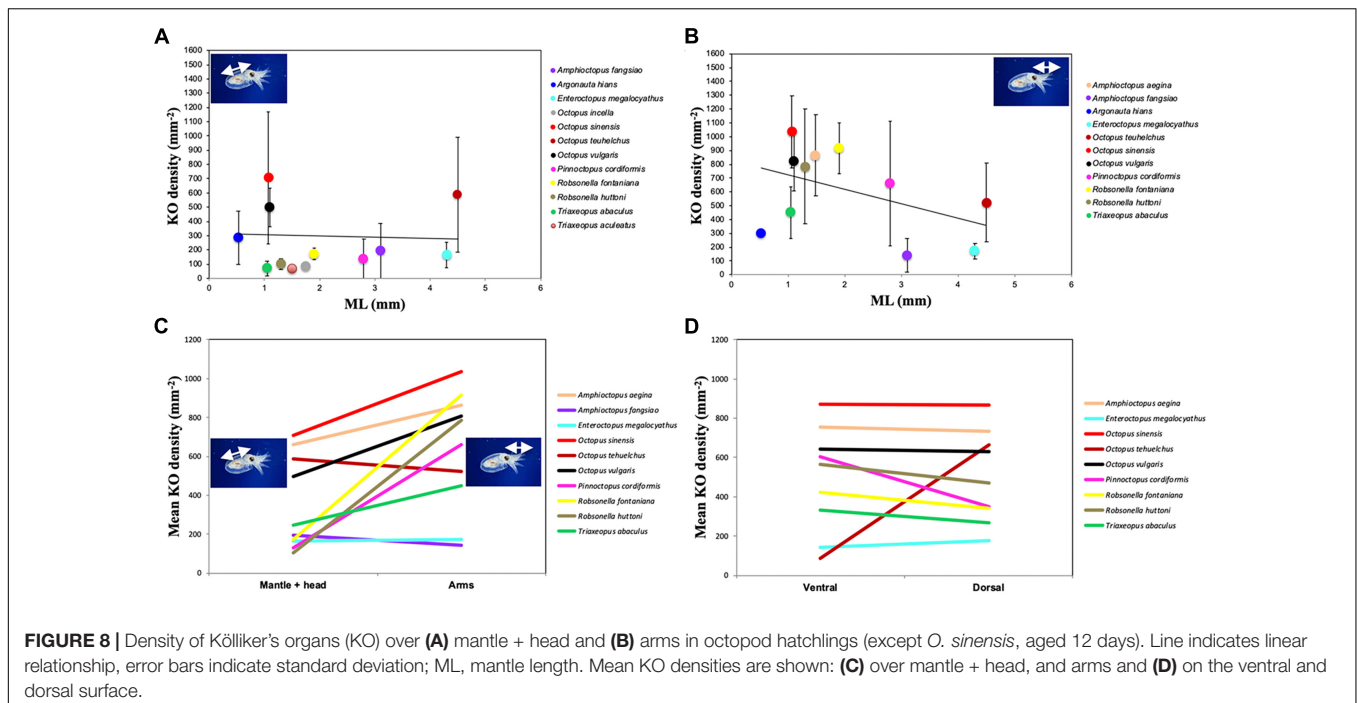 A
1600
1500
1400
1300
1200
1100
1000
900
800
700
600
500
400
300
200
100
0
KO density (mm-2)
0 1 2 3 4 5 6
ML (mm)
Amphioctopus fangsiao
Argonauta hians
Enteroctopus megalocyathus
Octopus incella
Octopus sinensis
Octopus teuhelchus
Octopus vulgaris
Pinnoctopus cordiformis
Robsonella fontaniana
Robsonella huttoni
Triaxeopus abaculus
Triaxeopus aculeatus
B
1600
1500
1400
1300
1200
1100
1000
900
800
700
600
500
400
300
200
100
0
KO density (mm-2)
0 1 2 3 4 5 6
ML (mm)
Amphioctopus aegina
Amphioctopus fangsiao
Argonauta hians
Enteroctopus megalocyathus
Octopus teuhelchus
Octopus sinensis
Octopus vulgaris
Pinnoctopus cordiformis
Robsonella fontaniana
Robsonella huttoni
Triaxeopus abaculus
C
1200
1000
800
600
400
200
0
Mean KO density (mm-2)
Mantle + head Arms
Amphioctopus aegina
Amphioctopus fangsiao
Enteroctopus megalocyathus
Octopus sinensis
Octopus tehuelchus
Octopus vulgaris
Pinnoctopus cordiformis
Robsonella fontaniana
Robsonella huttoni
Triaxeopus abaculus
D
1200
1000
800
600
400
200
0
Mean KO density (mm-2)
Ventral Dorsal
Amphioctopus aegina
Enteroctopus megalocyathus
Octopus sinensis
Octopus tehuelchus
Octopus vulgaris
Pinnoctopus cordiformis
Robsonella fontaniana
Robsonella huttoni
Triaxeopus abaculus
FIGURE 8 | Density of Kölliker's organs (KO) over (A) mantle + head and (B) arms in octopod hatchlings (except O. sinensis, aged 12 days). Line indicates linear
relationship, error bars indicate standard deviation; ML, mantle length. Mean KO densities are shown: (C) over mantle + head, and arms and (D) on the ventral and
dorsal surface.